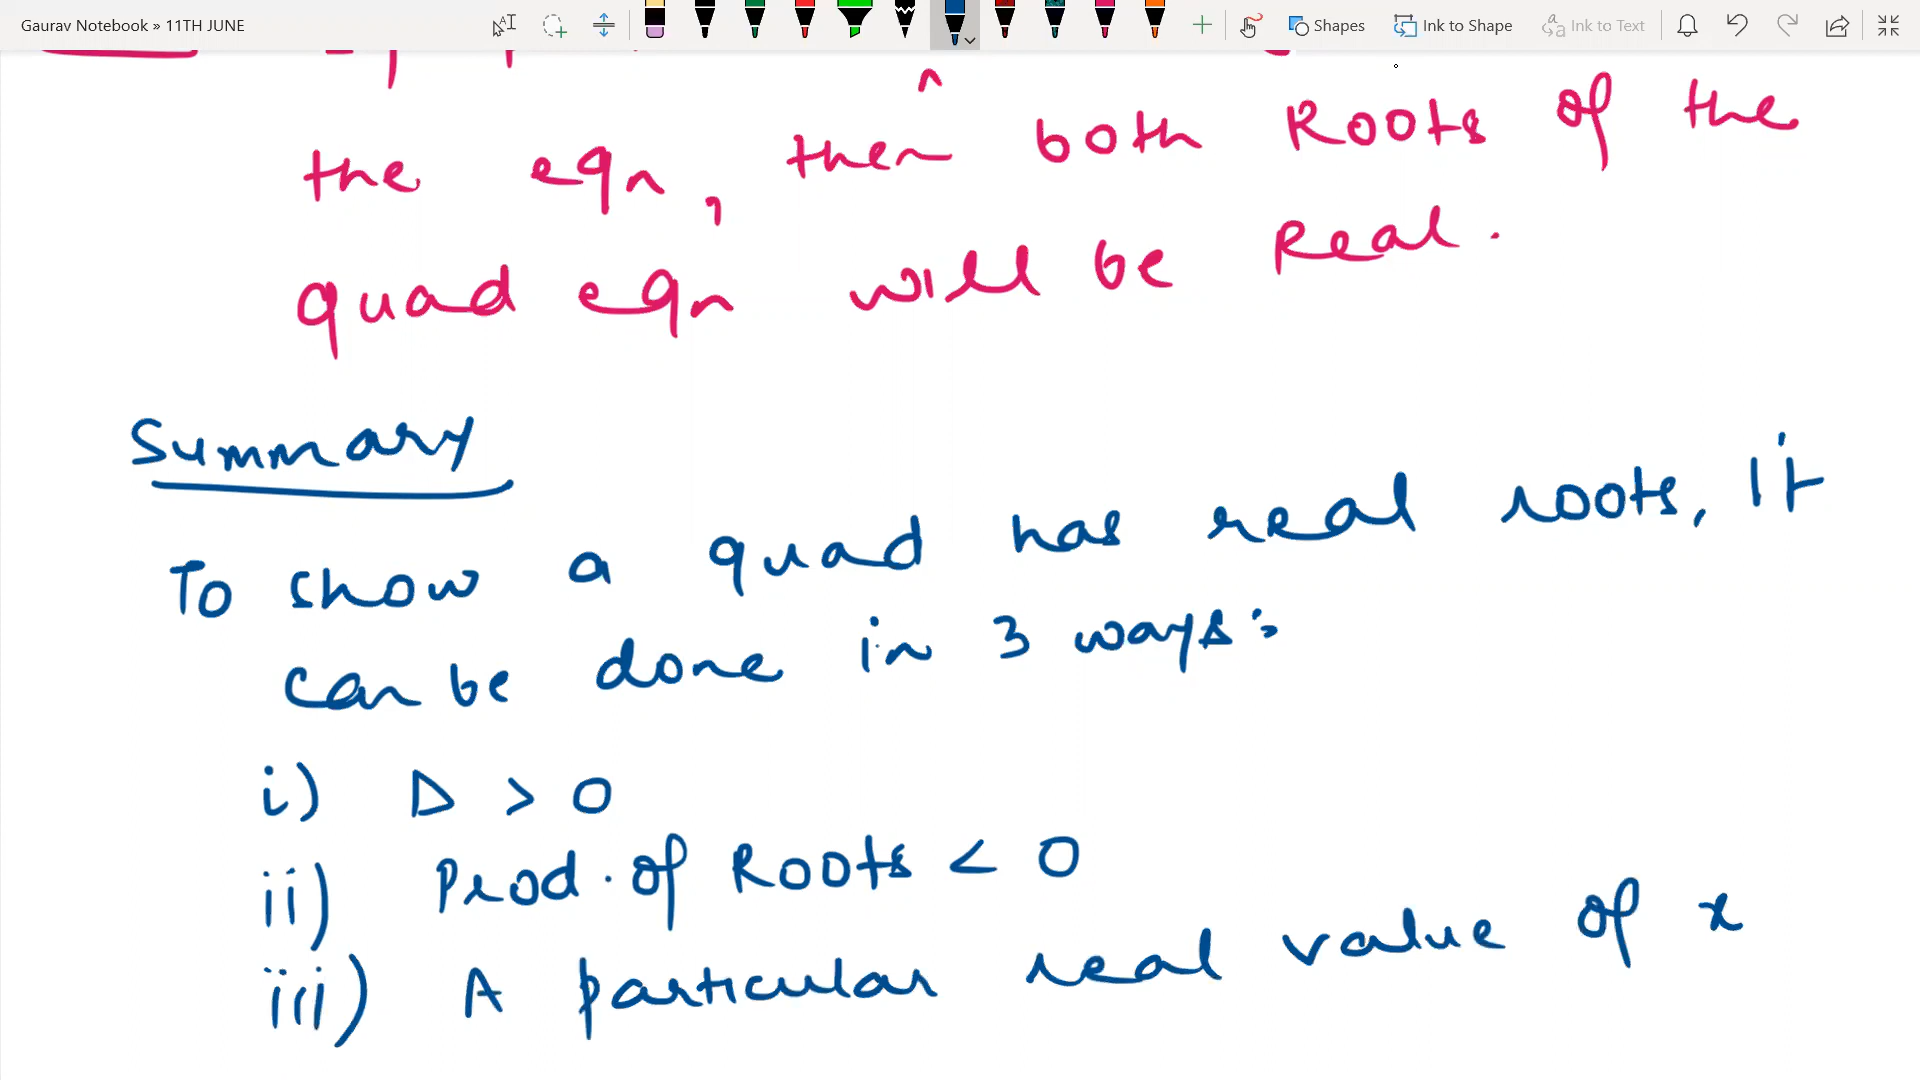 Gaurav Notebook » 11TH JUNE
Shapes Ink to Shape Ink to Text
the eqn, then both Roots of the
quad eqn will be Real.
Summary
To show a quad has real roots, it
can be done in 3 ways:
i) D > 0
ii) Prod. of Roots < 0
iii) A particular real value of x